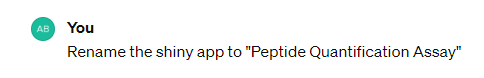 AB You
Rename the shiny app to "Peptide Quantification Assay"